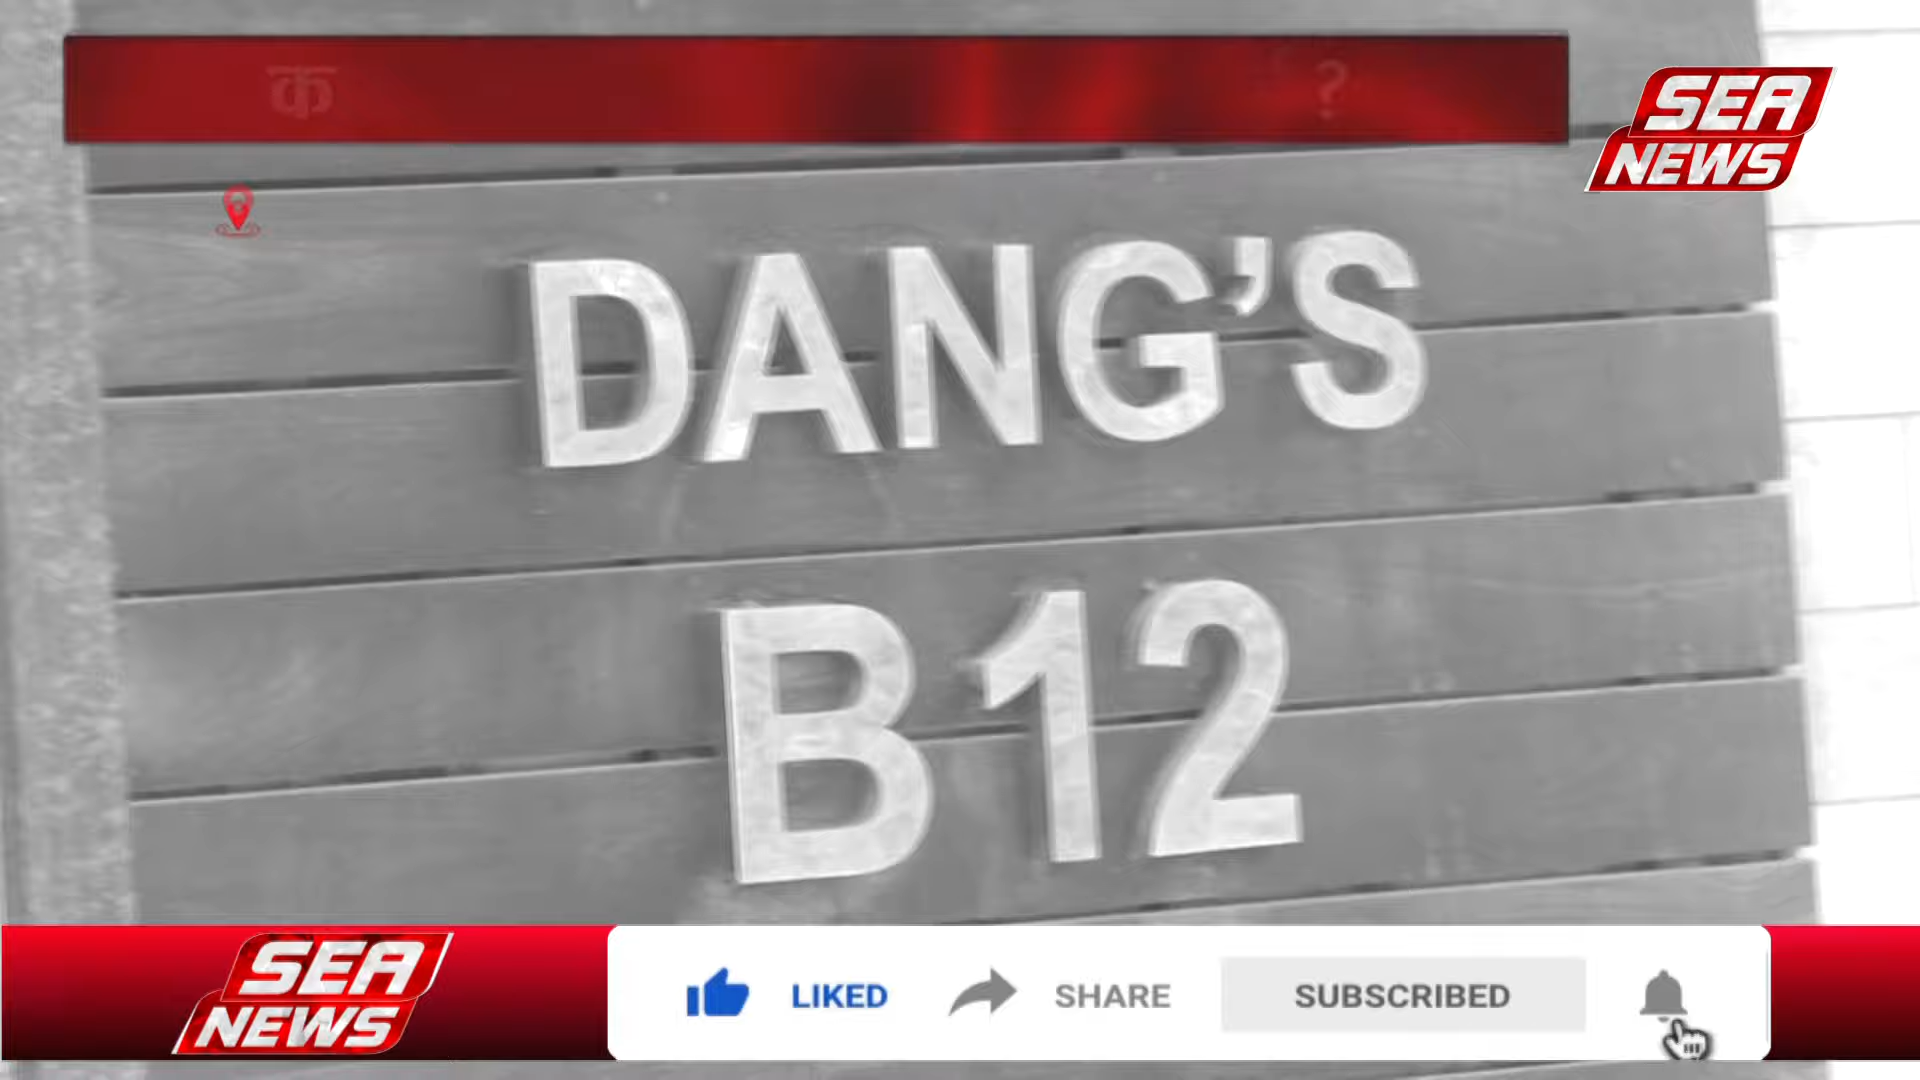 क ?
SEA
NEWS
DANG'S
B12
SEA
NEWS
LIKED SHARE SUBSCRIBED